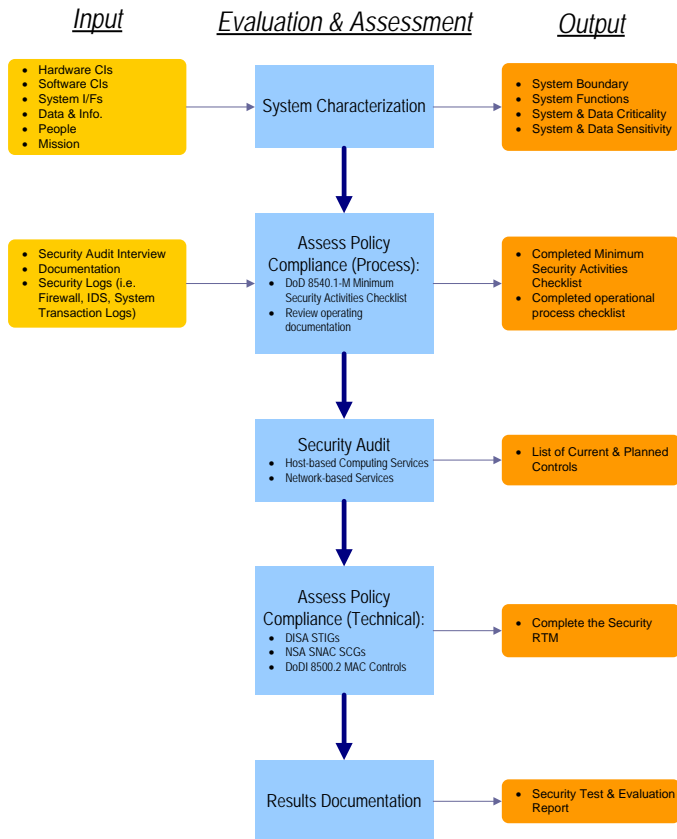 Input
Evaluation & Assessment
Output
• Hardware CIs
• Software CIs
• System I/Fs
• Data & Info.
• People
• Mission
System Characterization
• System Boundary
• System Functions
• System & Data Criticality
• System & Data Sensitivity
• Security Audit Interview
• Documentation
• Security Logs (i.e.
Firewall, IDS, System
Transaction Logs)
Assess Policy
Compliance (Process):
• DoD 8540.1-M Minimum
Security Activities Checklist
• Review operating
documentation
• Completed Minimum
Security Activities
Checklist
• Completed operational
process checklist
Security Audit
• Host-based Computing Services
• Network-based Services
• List of Current & Planned
Controls
Assess Policy
Compliance (Technical):
• DISA STIGs
• NSA SNAC SCGs
• DoDI 8500.2 MAC Controls
• Complete the Security
RTM
Results Documentation
• Security Test & Evaluation
Report